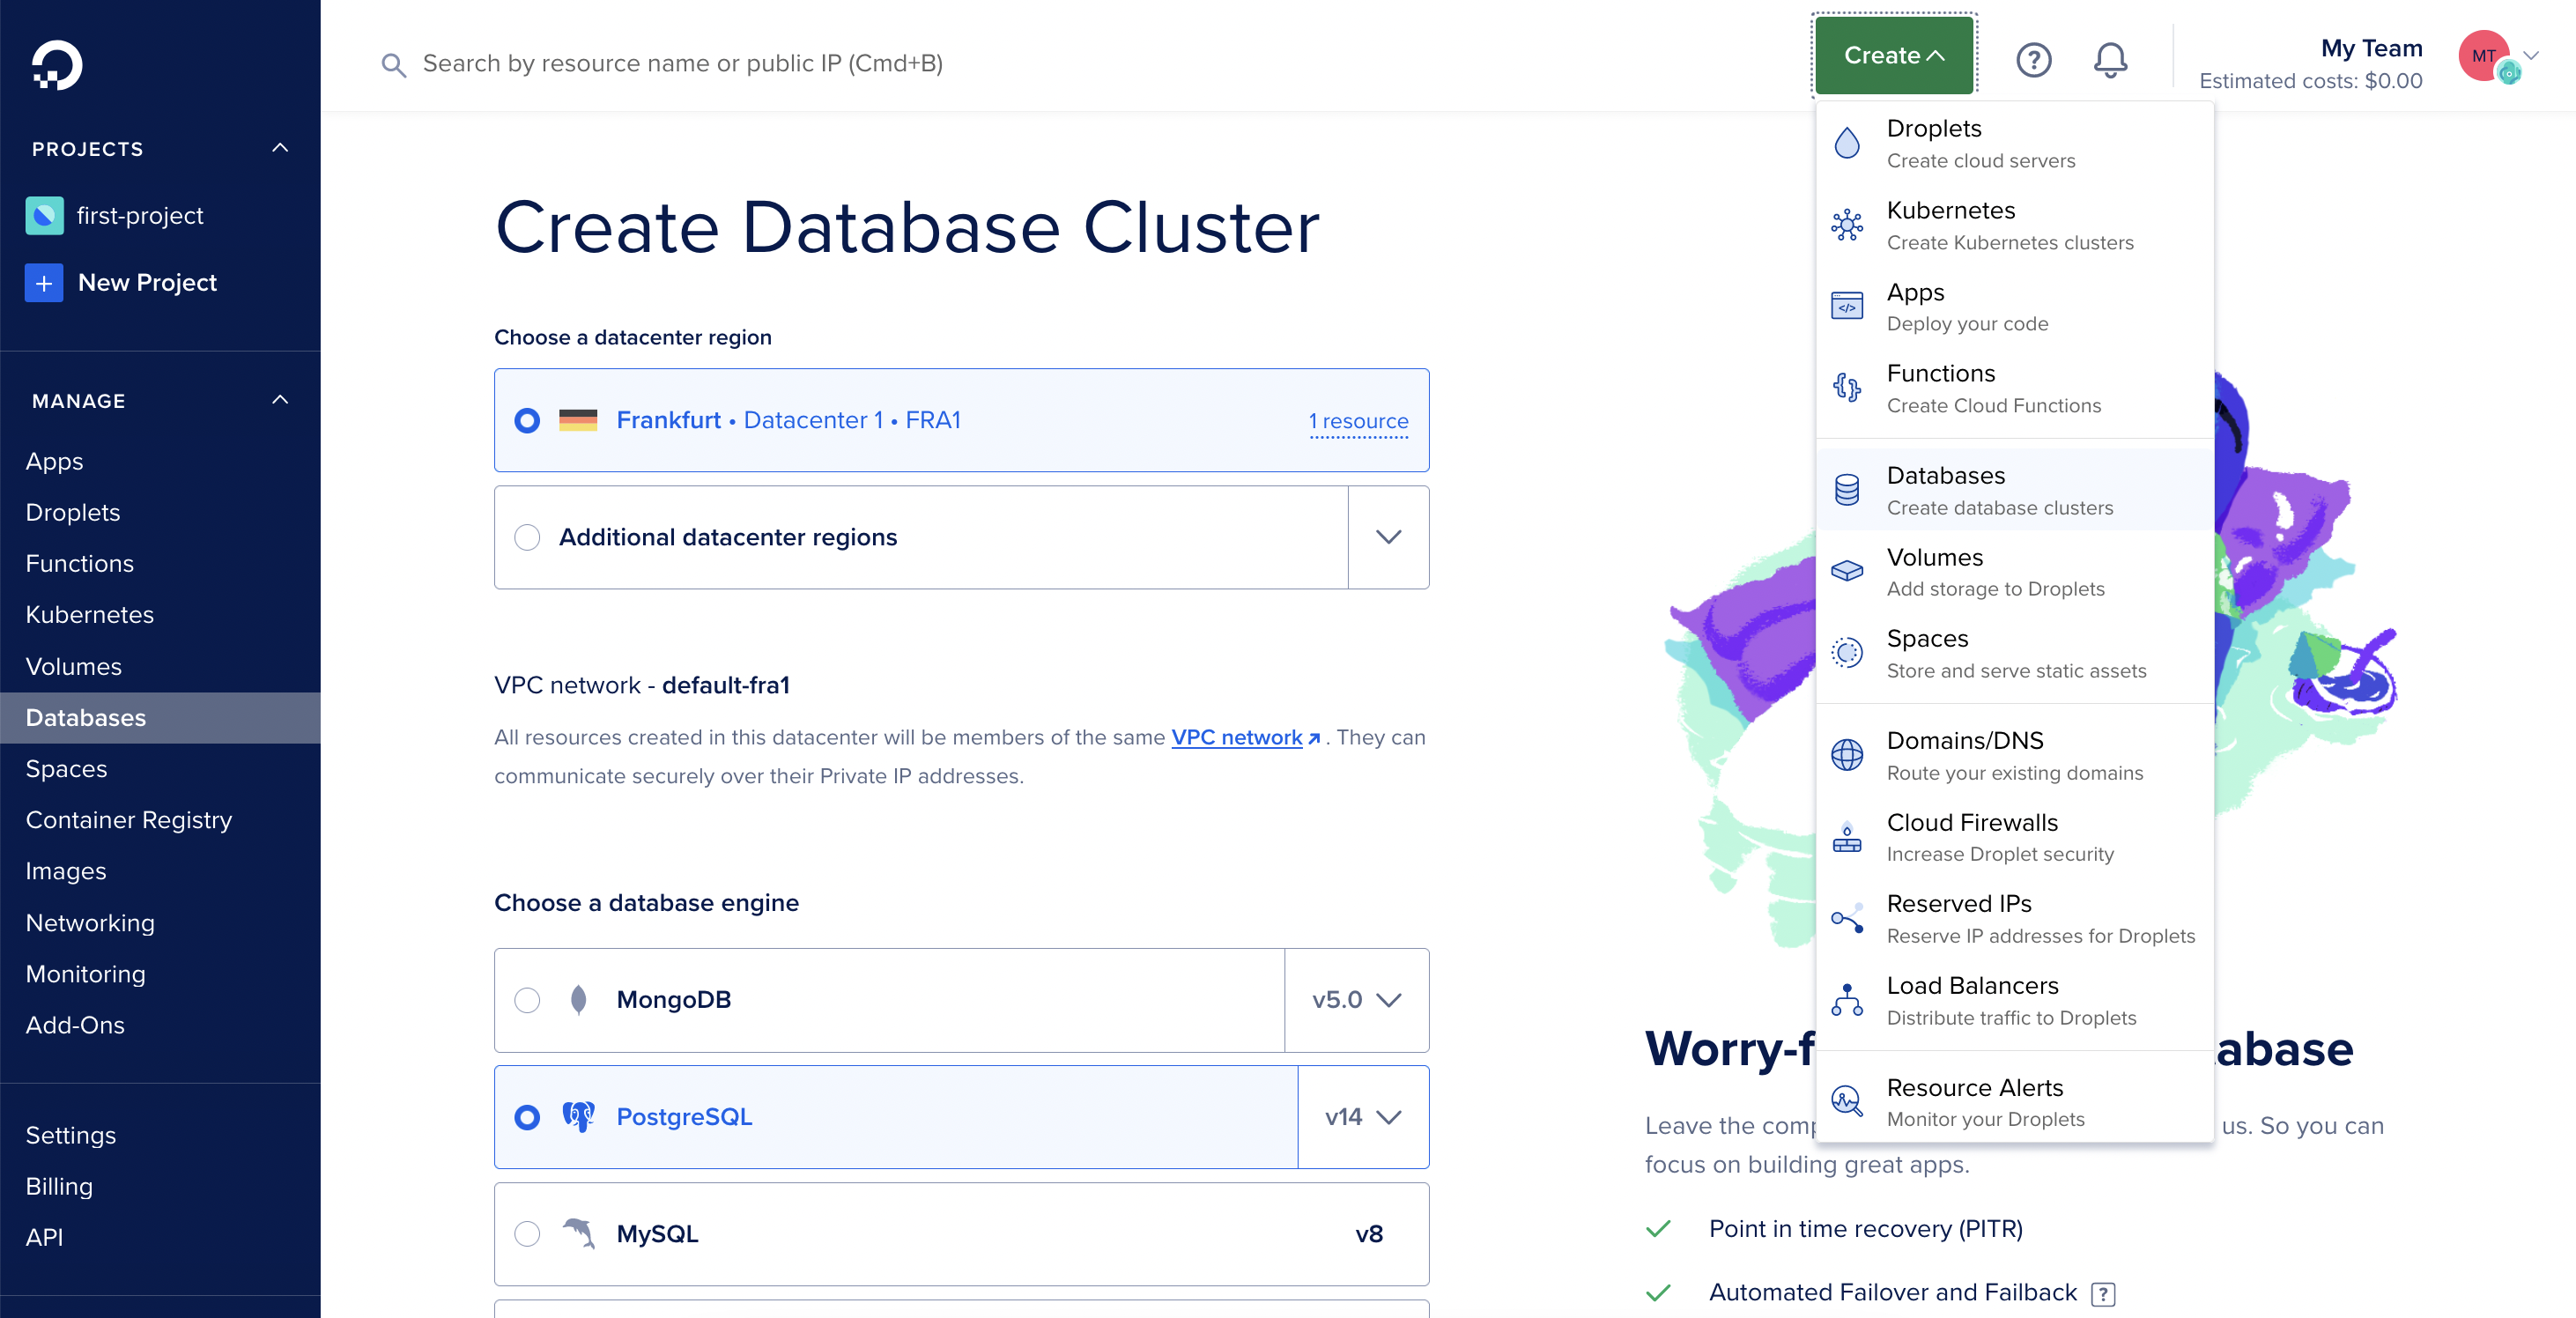 Search by resource name or public IP (Cmd+B)
Create
My Team
Estimated costs: $0.00
MT
PROJECTS
first-project
New Project
MANAGE
Apps
Droplets
Functions
Kubernetes
Volumes
Databases
Spaces
Container Registry
Images
Networking
Monitoring
Add-Ons
Settings
Billing
API
Create Database Cluster
Choose a datacenter region
Frankfurt • Datacenter 1 • FRA1
1 resource
Additional datacenter regions
VPC network - default-fra1
All resources created in this datacenter will be members of the same VPC network . They can
communicate securely over their Private IP addresses.
Choose a database engine
MongoDB
v5.0
PostgreSQL
v14
MySQL
v8
Droplets
Create cloud servers
Kubernetes
Create Kubernetes clusters
Apps
Deploy your code
Functions
Create Cloud Functions
Databases
Create database clusters
Volumes
Add storage to Droplets
Spaces
Store and serve static assets
Domains/DNS
Route your existing domains
Cloud Firewalls
Increase Droplet security
Reserved IPs
Reserve IP addresses for Droplets
Load Balancers
Distribute traffic to Droplets
Resource Alerts
Monitor your Droplets
Leave the us. So you can
focus on building great apps.
Point in time recovery (PITR)
Automated Failover and Failback ?